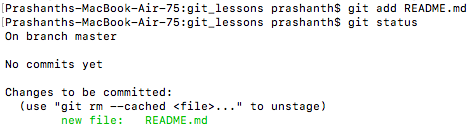 [Prashanths-MacBook-Air-75:git_lessons prashanth$ git add README.md
[Prashanths-MacBook-Air-75:git_lessons prashanth$ git status
On branch master
No commits yet
Changes to be committed:
  (use "git rm --cached <file>..." to unstage)
        new file:   README.md